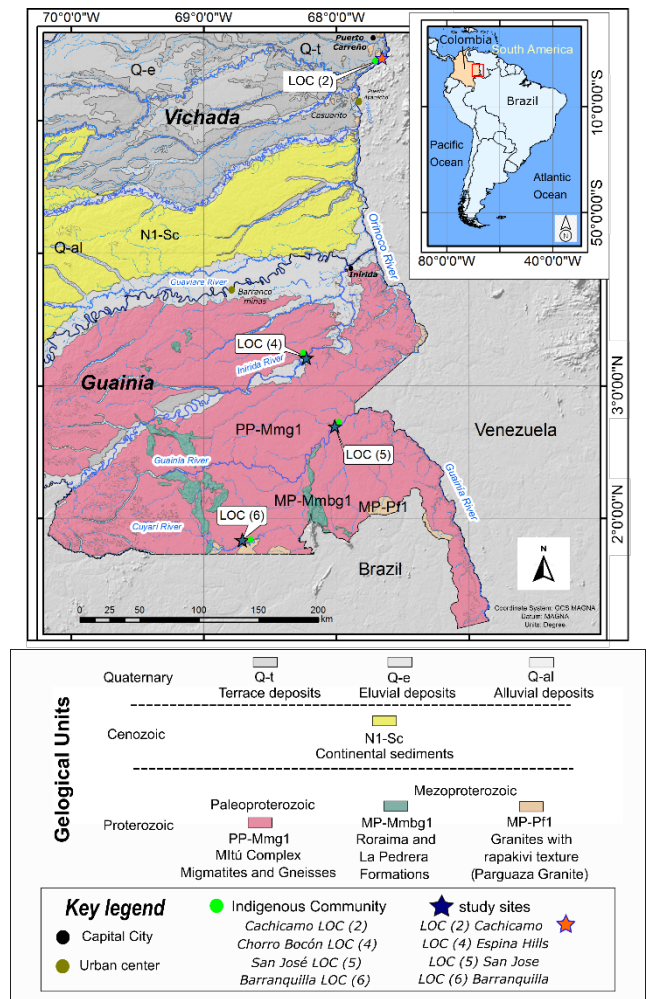 70°0'0"W
69°0'0"W
68°0'0"W
Puerto
Carreño
Q-t
Q-e
LOC (2)
Vichada
Casuarito
N1-Sc
Q-al
Orinoco River
Guaviare River
Barranco
minas
Inirida
LOC (4)
Inirida River
Guainía
PP-Mmg1
LOC (5)
Guainía River
Guainía River
MP-Mmbg1
MP-Pf1
LOC (6)
Cuyari River
Venezuela
Brazil
3°0'0"N
2°0'0"N
N
0 25 50 100 150 200
km
Coordinate System: GCS MAGNA
Datum: MAGNA
Units: Degree
Colombia
South America
Brazil
Pacific
Ocean
Atlantic
Ocean
N
10°0'0"S
50°0'0"S
80°0'0"W
40°0'0"W
Gelogical Units
Quaternary
Q-t
Terrace deposits
Q-e
Eluvial deposits
Q-al
Alluvial deposits
Cenozoic
N1-Sc
Continental sediments
Proterozoic
Paleoproterozoic
Mezoproterozoic
PP-Mmg1
MItú Complex
Migmatites and Gneisses
MP-Mmbg1
Roraima and
La Pedrera
Formations
MP-Pf1
Granites with
rapakivi texture
(Parguaza Granite)
Key legend
Capital City
Urban center
Indigenous Community
Cachicamo LOC (2)
Chorro Bocón LOC (4)
San José LOC (5)
Barranquilla LOC (6)
study sites
LOC (2) Cachicamo
LOC (4) Espina Hills
LOC (5) San Jose
LOC (6) Barranquilla